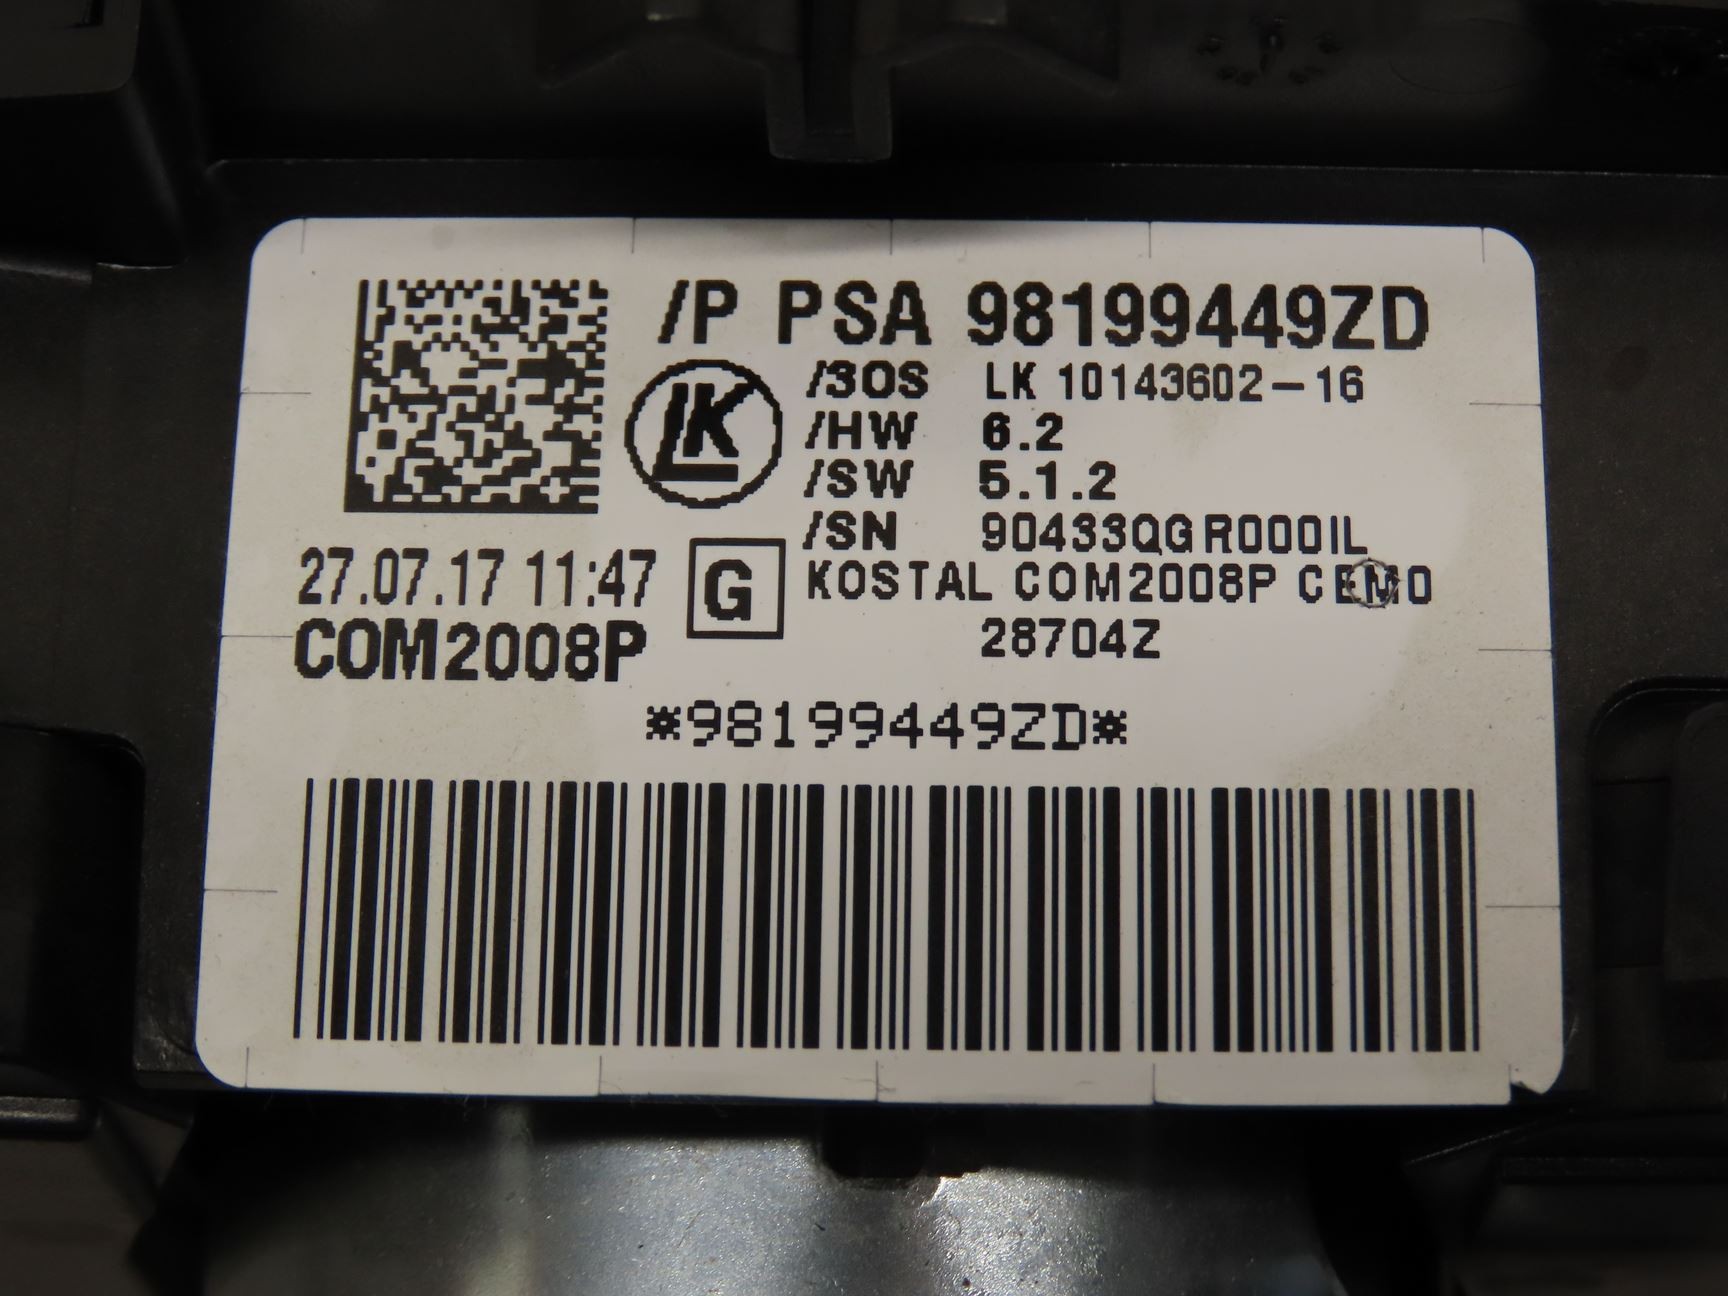 /P PSA 98199449ZD
LK
/3OS LK 10143602-16
/HW 6.2
/SW 5.1.2
/SN 90433QGR000IL
27.07.17 11:47
G
KOSTAL COM2008P CEM0
COM2008P
28704Z
*98199449ZD*